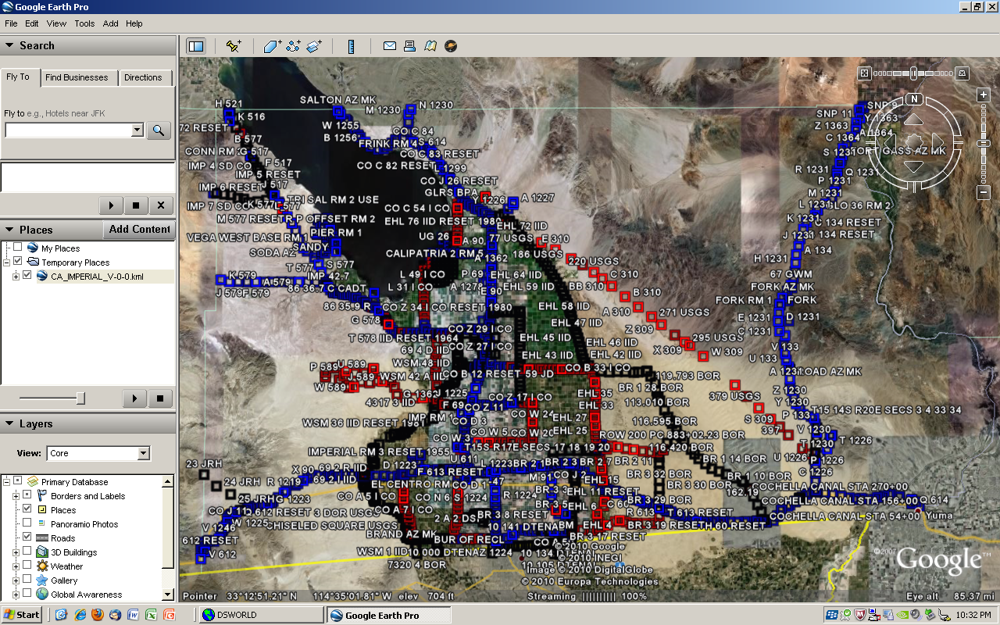 Google Earth Pro
File Edit View Tools Add Help
Search
Fly To
Find Businesses
Directions
Fly to e.g., Hotels near JFK
Places
Add Content
My Places
Temporary Places
CA_IMPERIAL_V-0-0.kml
Layers
View: Core
Primary Database
Borders and Labels
Places
Panoramio Photos
Roads
3D Buildings
Weather
Gallery
Global Awareness
N
H 521
K 516
72 RESET
B 577
CONN RM
G 517
IMP 4 SD CO
F 517
IMP 5 RESET
J 517
IMP 6 RESET
IMP 7 SD CO
K 577
TRI SAL RM 2 USE
M 577 RESET
R P OFFSET RM 2
PIER RM 1
VEGA WEST BASE RM 1
SANDY
SODA AZ
S 577
T 577
IMP 42.7
K 579
A 579
J 579
F 579
86 36.7 C CADT
86 35.9 R
G 578
T 578 IID RESET 1964
SALTON AZ MK
M 1230
N 1230
W 1255
B 1256
CO C 84
FRINK RM 4
S 614
CO C 83 RESET
CO C 82 RESET
L 1299
CO J 26 RESET
GLRS BPA
Y 1226
A 1227
CO C 54 I CO
EHL 76 IID RESET 1980
EHL 72 IID
UG 26
A 90
77 USGS
E 310
CALIPATRIA 2 RM 5
A 1362
186 USGS
220 USGS
L 49 I CO
P 69
EHL 64 IID
C 310
L 31 I CO
A 1278
EHL 59 IID
BB 310
E 90
B 310
CO Z 34 I CO RESET 1980
EHL 58 IID
A 310
271 USGS
EHL 47 IID
CO Z 29 I CO
Z 309
EHL 45 IID
295 USGS
CO Z 27 I CO
EHL 46 IID
X 309
W 309
69 4 D IID
EHL 43 IID
EHL 42 IID
WSM 48 IID
CO B 33 I CO
P 589
U 589
J 589
W 589
WSM 42 A IID
CO B 12 RESET 59 JD
119.793 BOR
BR 1 28 BOR
379 USGS
G 1363
1225
CO Z 17 I CO
EHL 35
4317 3 IID
F 69
CO Z 11
EHL 33
113.010 BOR
S 309
WSM 36 IID RESET 1981
IMP RM 1
CO D 3
CO W 24
EHL 27
116.595 BOR
397
CO W 5
CO W 20
EHL 25
CO W 3
ROW 200 PC 883+02.23 BOR
IMPERIAL RM 3 RESET 1955
T15S R17E SECS 17 18 19 20
116.420 BOR
U 611
BR 1 14 BOR
23 JRH
X 90
69.2 R IID
D 1223
1223
BR 2 1
BR 2 3
BR 2 7
BR 2 11
24 JRH
R 1219
69 2 I IID
F 613 RESET
M 91
CO J 2
BR 3 32 BOR
BR 1 10 BOR
EL CENTRO RM
CO D 1-47
EHL 15
BR 3 30 BOR
25 JRH
G 1223
CO A 5 I CO
CO N 6
S 1224
R 1224
EHL 11 RESET
162.19
CO J 11
612 RESET 3 DOR USGS
CO A 7 I CO
EHL 6
C 60
BR 3 29 BOR
W 1225
CHISELED SQUARE USGS
2 A 2 DS
BR 3 8 RESET
R 613
T 613 RESET
V 1246
BRAND AZ MK
10 141 DTENA
BM
EHL 4
BR 3 19 RESET
H 60 RESET
612 RESET
BUR OF RECL
BR 3 17 RESET
V 612
WSM 1 IID
10.000 DTENAZ 1224
10 134 DTENAZ
CO A 5
7320 4 BOR
10 105 DTENAZ
SNP 9
SNP 11
Y 1363
Z 1363
A 1364
C 1364
FORT GASS AZ MK
S 1231
R 1231
Q 1231
P 1231
M 1231
L 1231
GLO 36 RM 2
K 1231
C 134 RESET
J 1231
134 RESET
A 134
H 1231
67 GWM
FORK AZ MK
FORK RM 1
FORK
E 1231
D 1231
C 1231
V 133
U 133
A 1231
ROAD AZ MK
Z 1230
Y 1230
T15 14S R20E SECS 3 4 33 34
P 133
V 1230
T 1226
T 1230
U 1226
P 1226
C 1226
COCHELLA CANAL STA 270+00
COCHELLA CANAL STA 156+00
Q 614
COCHELLA CANAL STA 54+00
Yuma
© 2010 Google
© 2010 INEGI
Image © 2010 DigitalGlobe
© 2010 Europa Technologies
©2007 Google™
Pointer 33°12'51.21" N 114°35'01.81" W elev 704 ft
Streaming |||||||||| 100%
Eye alt 85.37 mi
Start
DSWORLD
Google Earth Pro
10:32 PM